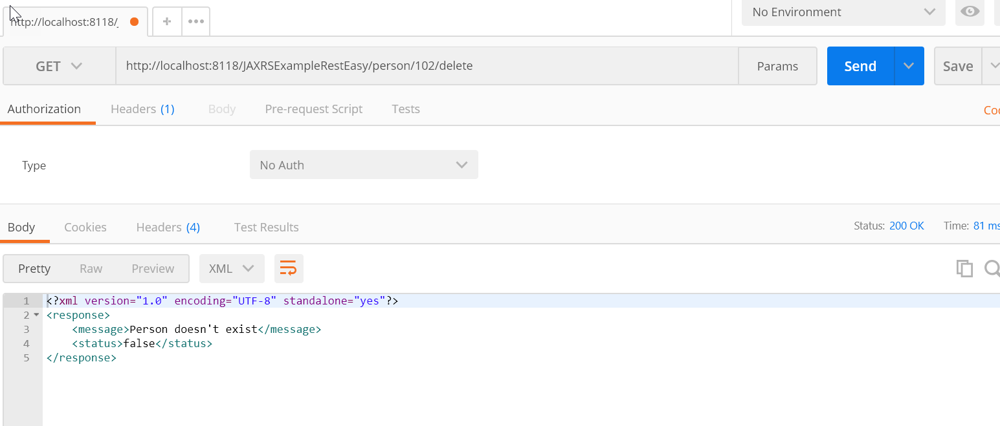 http://localhost:8118/
No Environment
GET
http://localhost:8118/JAXRSExampleRestEasy/person/102/delete
Params
Send
Save
Authorization
Headers (1)
Body
Pre-request Script
Tests
Type
No Auth
Body
Cookies
Headers (4)
Test Results
Status: 200 OK
Time: 81 ms
Pretty
Raw
Preview
XML
1 <?xml version="1.0" encoding="UTF-8" standalone="yes"?>
2 <response>
3 <message>Person doesn't exist</message>
4 <status>false</status>
5 </response>